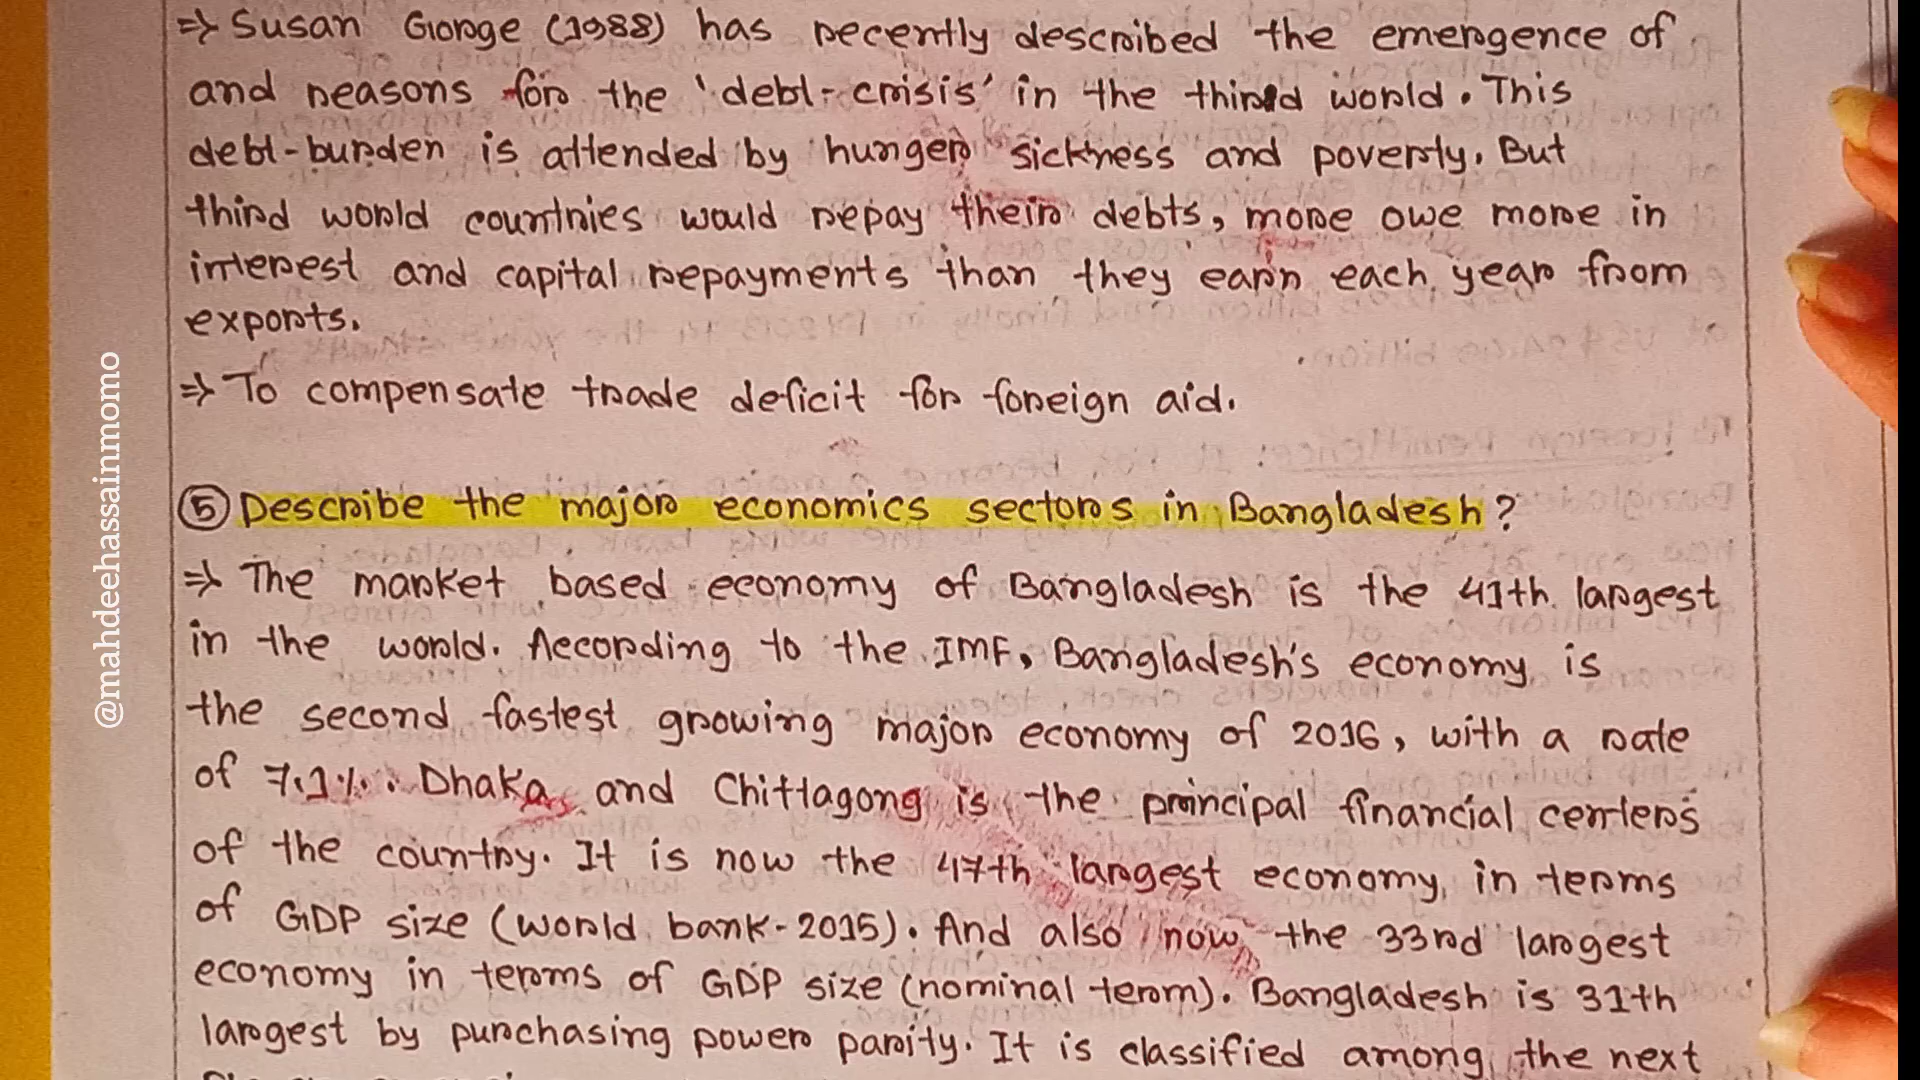 ⇒ Susan Gionge (1988) has recently described the emergence of
and reasons for the 'debt-crisis' in the third world. This
debt-burden is attended by hunger sickness and poverty. But
third world countries would repay their debts, more owe more in
interest and capital repayments than they earn each year from
exports.
⇒ To compensate trade deficit for foreign aid.
⑤ Describe the major economics sectors in Bangladesh?
⇒ The market based economy of Bangladesh is the 41th largest
in the world. According to the IMF, Bangladesh's economy is
the second fastest growing major economy of 2016, with a rate
of 7.1%. Dhaka and Chittagong is the principal financial centers
of the country. It is now the 47th largest economy, in terms
of GDP size (world bank-2015). And also now the 33rd largest
economy in terms of GDP size (nominal term). Bangladesh is 31th
largest by purchasing power parity. It is classified among the next
@mahdeehassainmomo